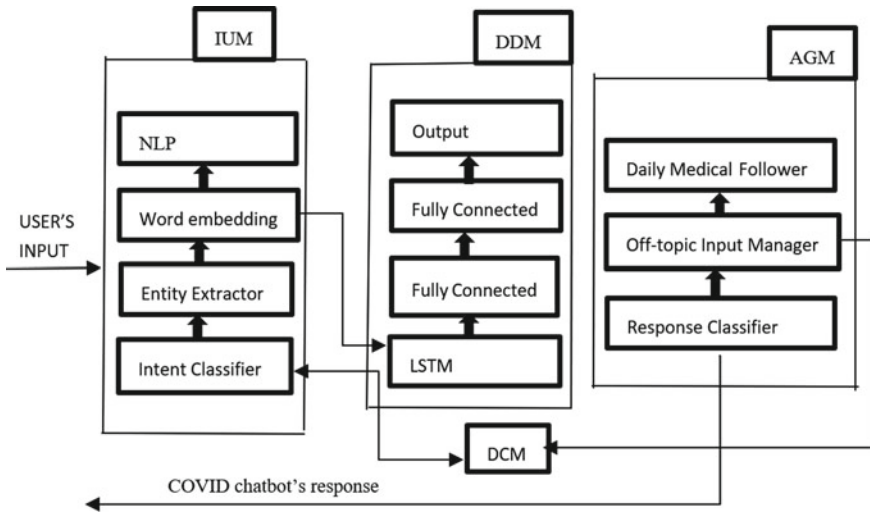 IUM
DDM
AGM
USER'S
INPUT
NLP
Word embedding
Entity Extractor
Intent Classifier
Output
Fully Connected
Fully Connected
LSTM
Daily Medical Follower
Off-topic Input Manager
Response Classifier
DCM
COVID chatbot's response